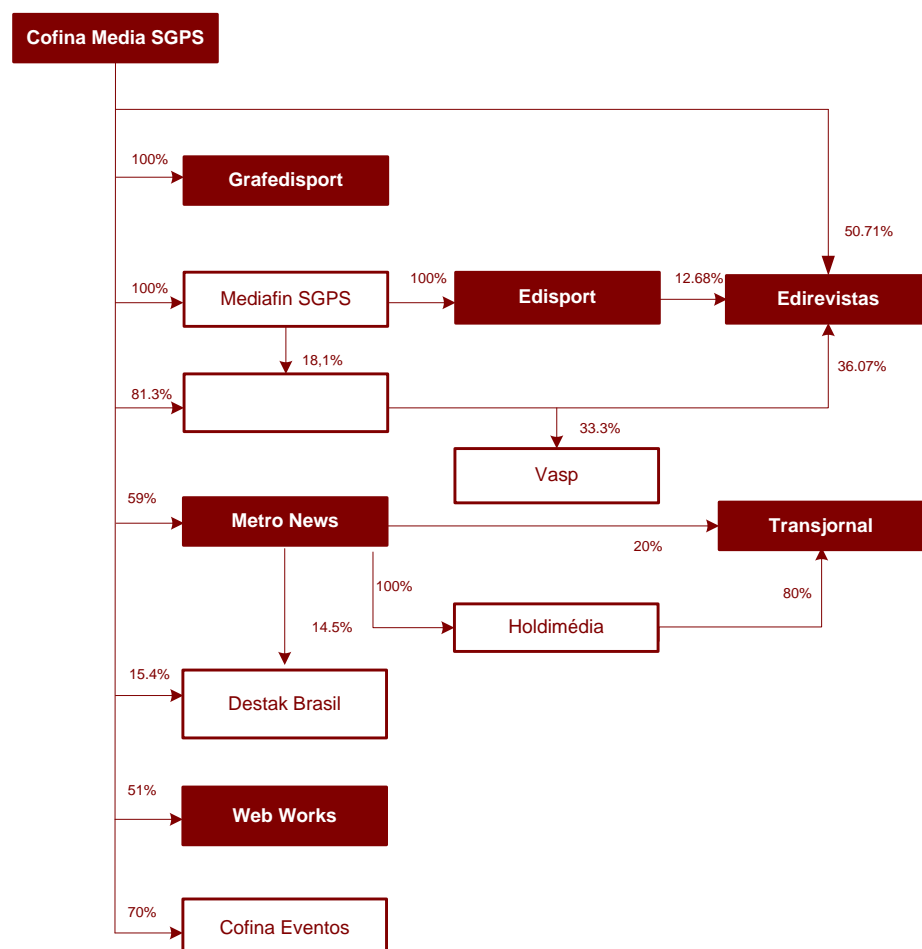 Cofina Media SGPS
100%
Grafedisport
50.71%
100%
Mediafin SGPS
100%
Edisport
12.68%
Edirevistas
18,1%
36.07%
81.3%
33.3%
Vasp
59%
Metro News
20%
Transjornal
100%
80%
14.5%
Holdimédia
15.4%
Destak Brasil
51%
Web Works
70%
Cofina Eventos